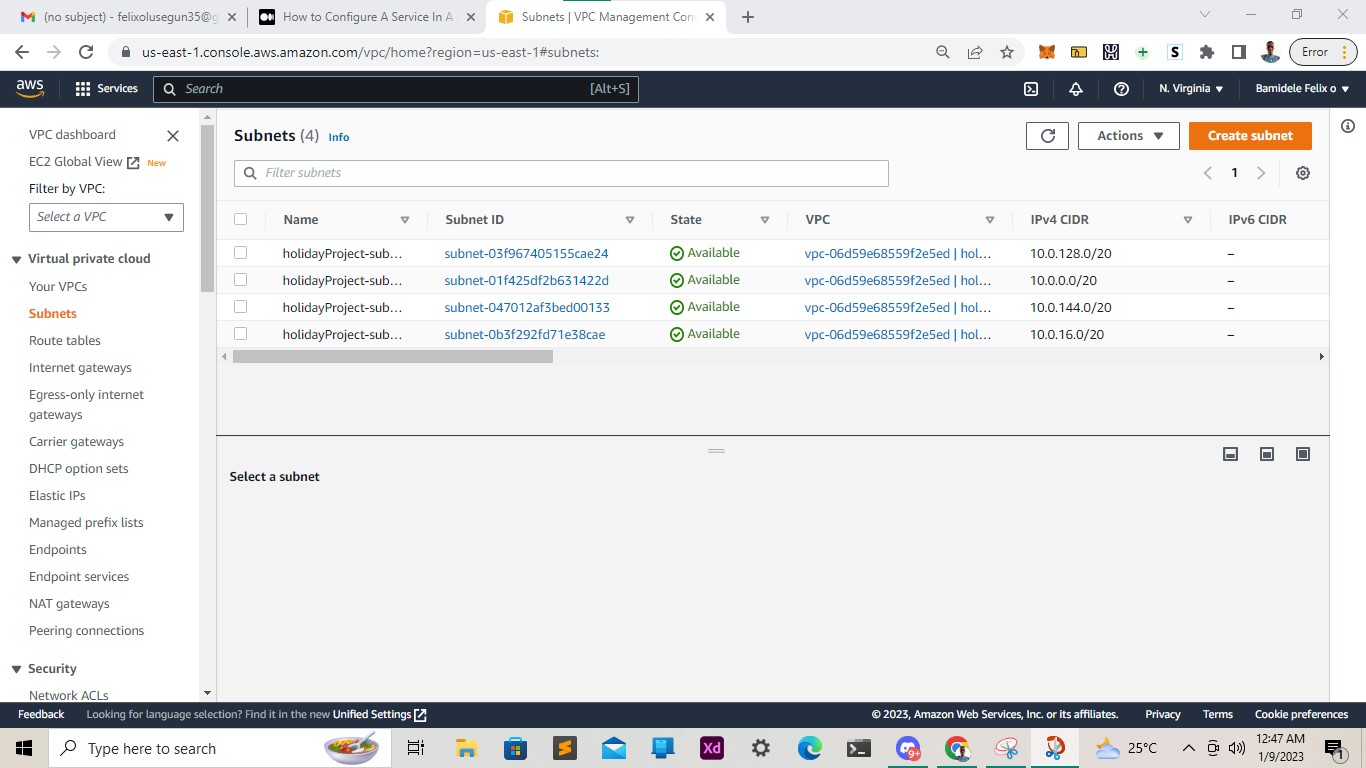 (no subject) - felixolusegun35@g
How to Configure A Service In A
Subnets | VPC Management Con
us-east-1.console.aws.amazon.com/vpc/home?region=us-east-1#subnets:
Error
aws
Services
Search
[Alt+S]
N. Virginia
Bamidele Felix o
VPC dashboard
EC2 Global View
New
Filter by VPC:
Select a VPC
Virtual private cloud
Your VPCs
Subnets
Route tables
Internet gateways
Egress-only internet
gateways
Carrier gateways
DHCP option sets
Elastic IPs
Managed prefix lists
Endpoints
Endpoint services
NAT gateways
Peering connections
Security
Network ACLs
Subnets (4) Info
Actions
Create subnet
Filter subnets
1
Name Subnet ID State VPC IPv4 CIDR IPv6 CIDR
holidayProject-sub... subnet-03f967405155cae24 Available vpc-06d59e68559f2e5ed | hol... 10.0.128.0/20 –
holidayProject-sub... subnet-01f425df2b631422d Available vpc-06d59e68559f2e5ed | hol... 10.0.0.0/20 –
holidayProject-sub... subnet-047012af3bed00133 Available vpc-06d59e68559f2e5ed | hol... 10.0.144.0/20 –
holidayProject-sub... subnet-0b3f292fd71e38cae Available vpc-06d59e68559f2e5ed | hol... 10.0.16.0/20 –
Select a subnet
Feedback Looking for language selection? Find it in the new Unified Settings © 2023, Amazon Web Services, Inc. or its affiliates. Privacy Terms Cookie preferences
Type here to search
Xd
9+
25°C
12:47 AM
1/9/2023
1